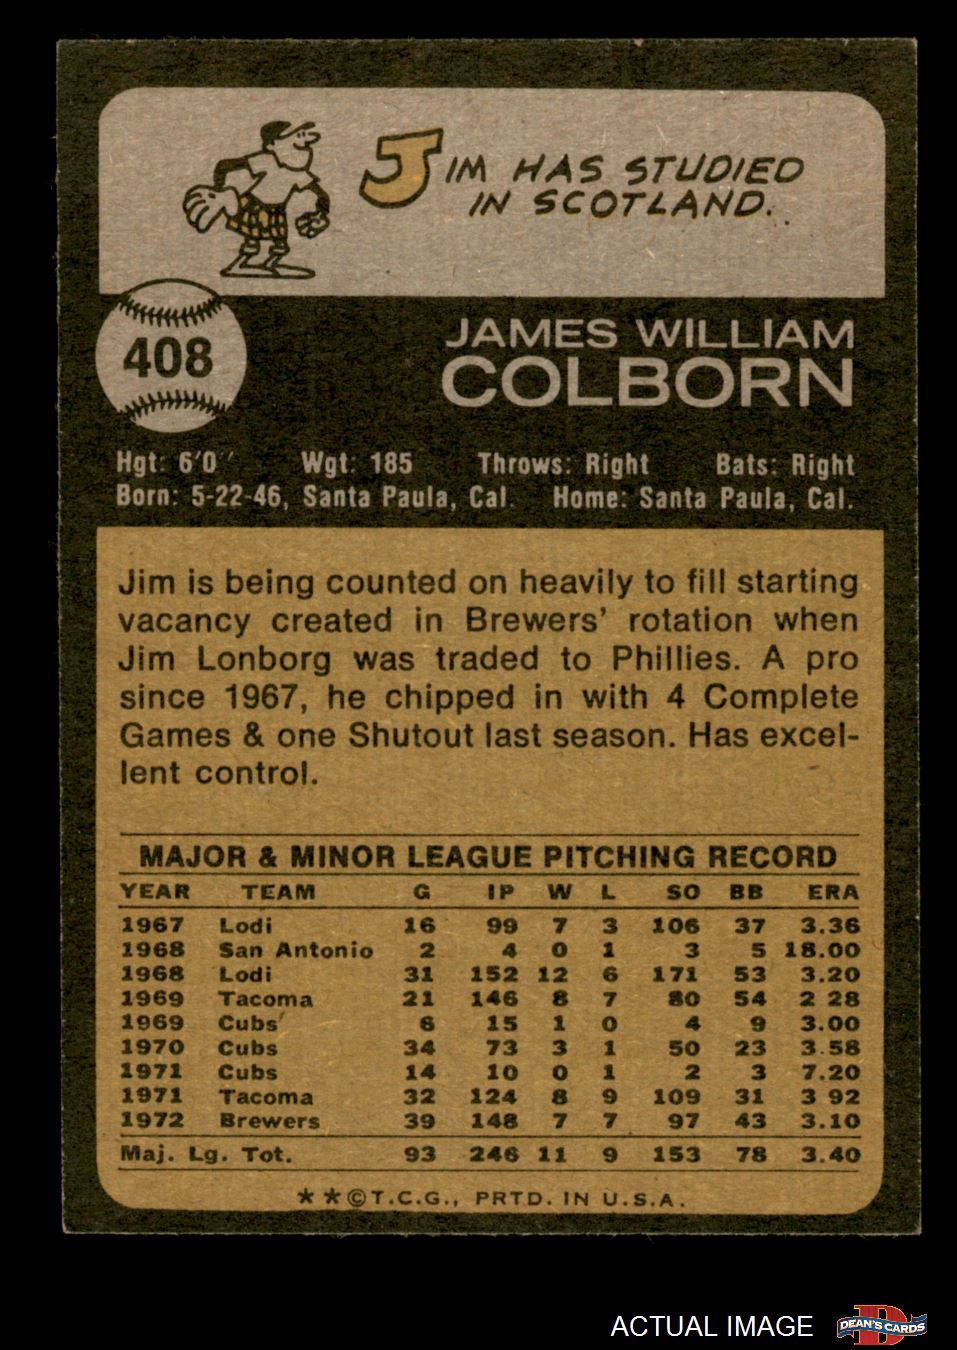 JIM HAS STUDIED
IN SCOTLAND.
408
JAMES WILLIAM
COLBORN
Hgt: 6'0'' Wgt: 185 Throws: Right Bats: Right
Born: 5-22-46, Santa Paula, Cal. Home: Santa Paula, Cal.
Jim is being counted on heavily to fill starting
vacancy created in Brewers' rotation when
Jim Lonborg was traded to Phillies. A pro
since 1967, he chipped in with 4 Complete
Games & one Shutout last season. Has excel-
lent control.
MAJOR & MINOR LEAGUE PITCHING RECORD
YEAR TEAM G IP W L SO BB ERA
1967 Lodi 16 99 7 3 106 37 3.36
1968 San Antonio 2 4 0 1 3 5 18.00
1968 Lodi 31 152 12 6 171 53 3.20
1969 Tacoma 21 146 8 7 80 54 2 28
1969 Cubs 6 15 1 0 4 9 3.00
1970 Cubs 34 73 3 1 50 23 3.58
1971 Cubs 14 10 0 1 2 3 7.20
1971 Tacoma 32 124 8 9 109 31 3 92
1972 Brewers 39 148 7 7 97 43 3.10
Maj. Lg. Tot. 93 246 11 9 153 78 3.40
**©T.C.G., PRTD. IN U.S.A.
ACTUAL IMAGE
D
DEAN'S CARDS